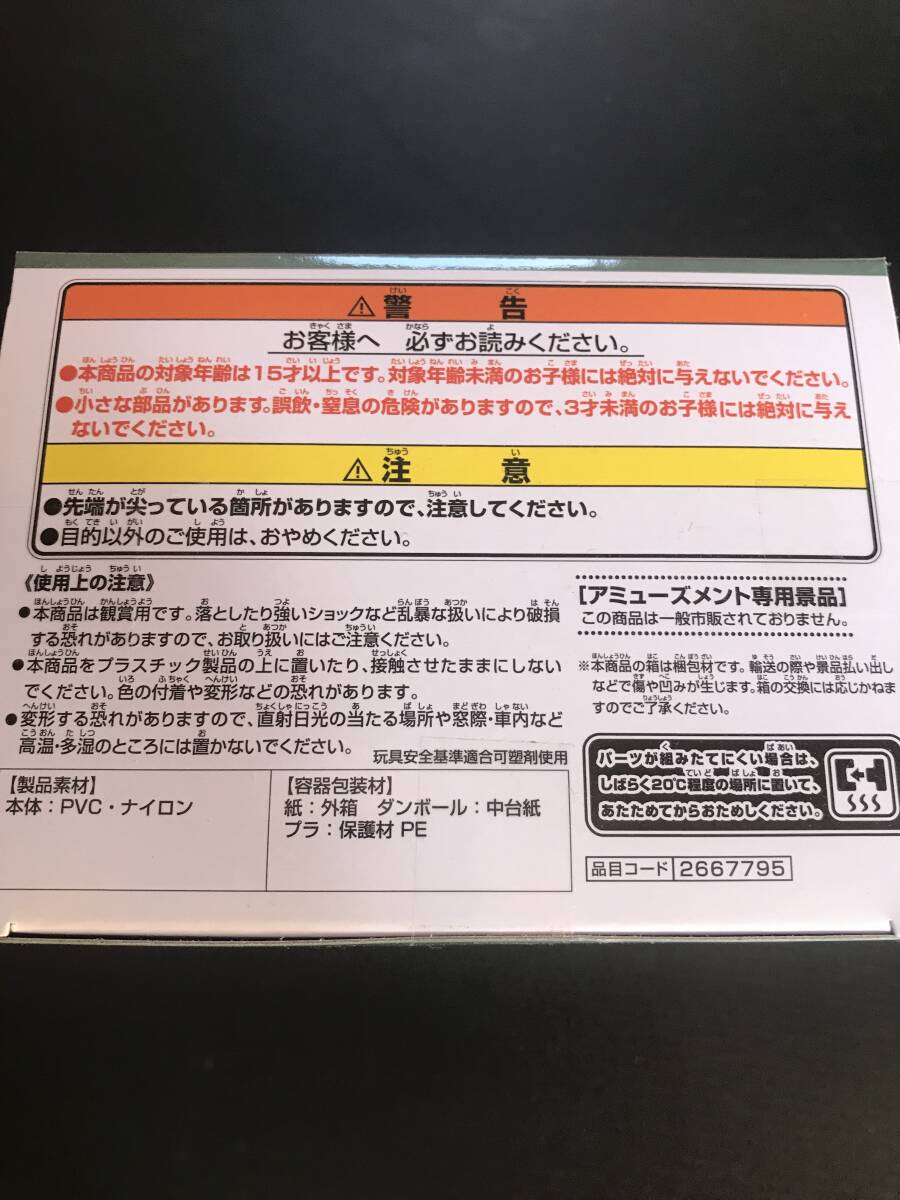 ⚠警告
お客様へ 必ずお読みください。
●本商品の対象年齢は15才以上です。対象年齢未満のお子様には絶対に与えないでください。
●小さな部品があります。誤飲・窒息の危険がありますので、3才未満のお子様には絶対に与え
ないでください。
⚠注意
●先端が尖っている箇所がありますので、注意してください。
●目的以外のご使用は、おやめください。
《使用上の注意》
●本商品は観賞用です。落としたり強いショックなど乱暴な扱いにより破損
する恐れがありますので、お取り扱いにはご注意ください。
●本商品をプラスチック製品の上に置いたり、接触させたままにしない
でください。色の付着や変形などの恐れがあります。
●変形する恐れがありますので、直射日光の当たる場所や窓際・車内など
高温・多湿のところには置かないでください。
玩具安全基準適合可塑剤使用
【製品素材】
本体：PVC・ナイロン
【容器包装材】
紙：外箱 ダンボール：中台紙
プラ：保護材 PE
[アミューズメント専用景品]
この商品は一般市販されておりません。
※本商品の箱は梱包材です。輸送の際や景品払い出し
などで傷や凹みが生じます。箱の交換には応じかねま
すのでご了承ください。
パーツが組みたてにくい場合は、
しばらく20℃程度の場所に置いて、
あたためてからおためしください。
品目コード 2667795